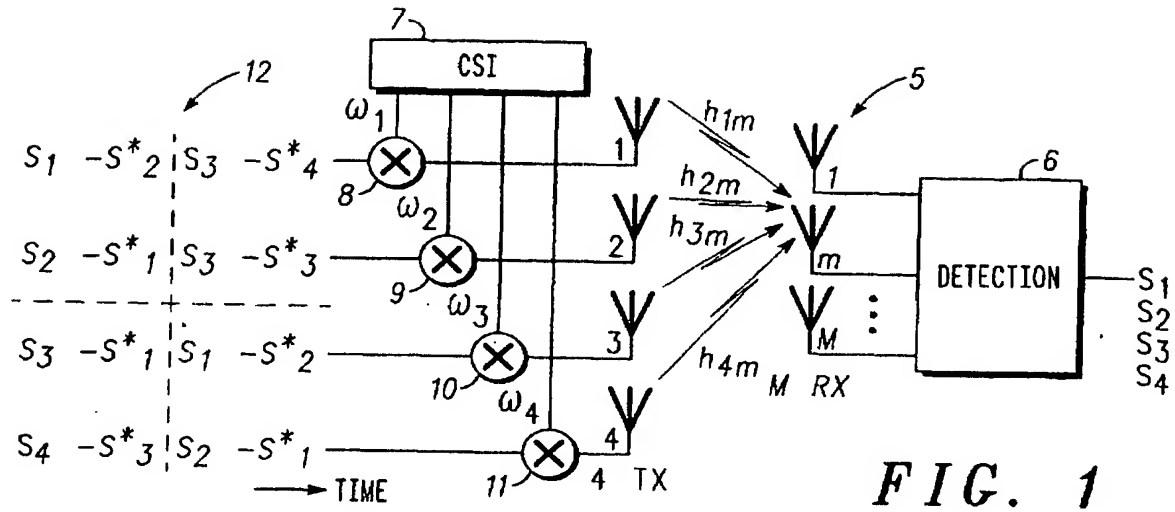 7
CSI
12
5
ω1
h1m
S1 -S*2 S3 -S*4
8
1
1
6
ω2
h2m
h3m
S2 -S*1 S3 -S*3
9
2
m
DETECTION
S1
S2
S3
S4
ω3
S3 -S*1 S1 -S*2
10
3
M
h4m
M RX
ω4
S4 -S*3 S2 -S*1
11
4
4 TX
TIME
FIG. 1